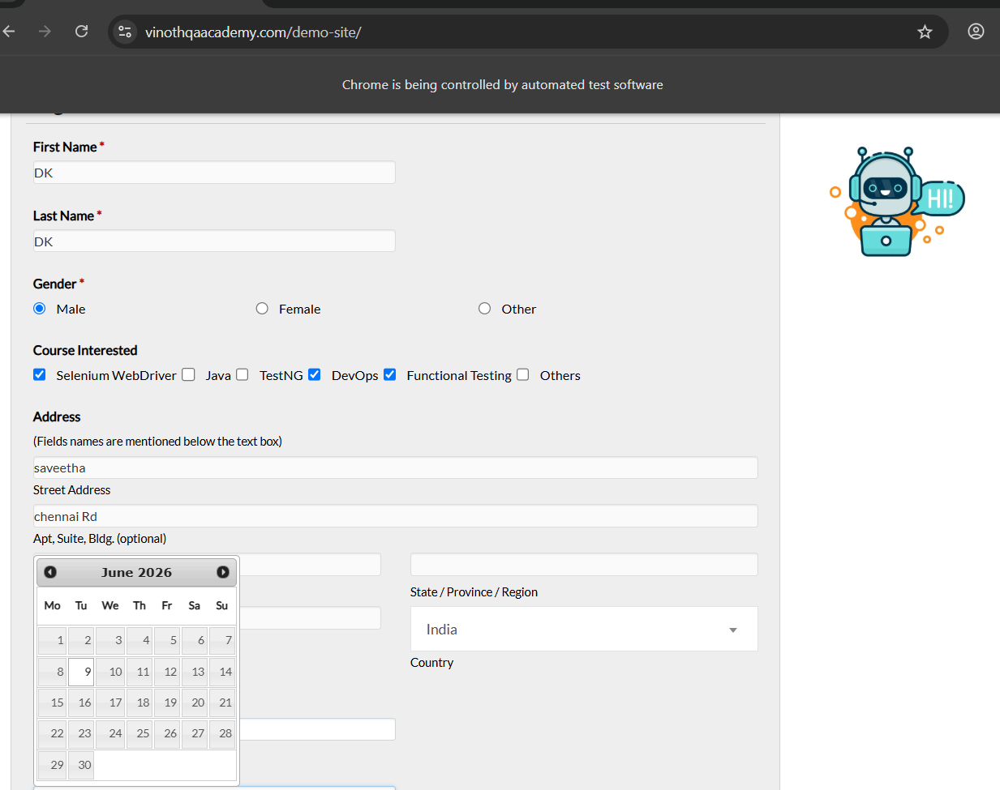 vinothqaacademy.com/demo-site/
Chrome is being controlled by automated test software
First Name *
DK
Last Name *
DK
Gender *
Male Female Other
Course Interested
Selenium WebDriver Java TestNG DevOps Functional Testing Others
Address
(Fields names are mentioned below the text box)
saveetha
Street Address
chennai Rd
Apt, Suite, Bldg. (optional)
June 2026
Mo Tu We Th Fr Sa Su
1 2 3 4 5 6 7
8 9 10 11 12 13 14
15 16 17 18 19 20 21
22 23 24 25 26 27 28
29 30
State / Province / Region
India
Country
HI!